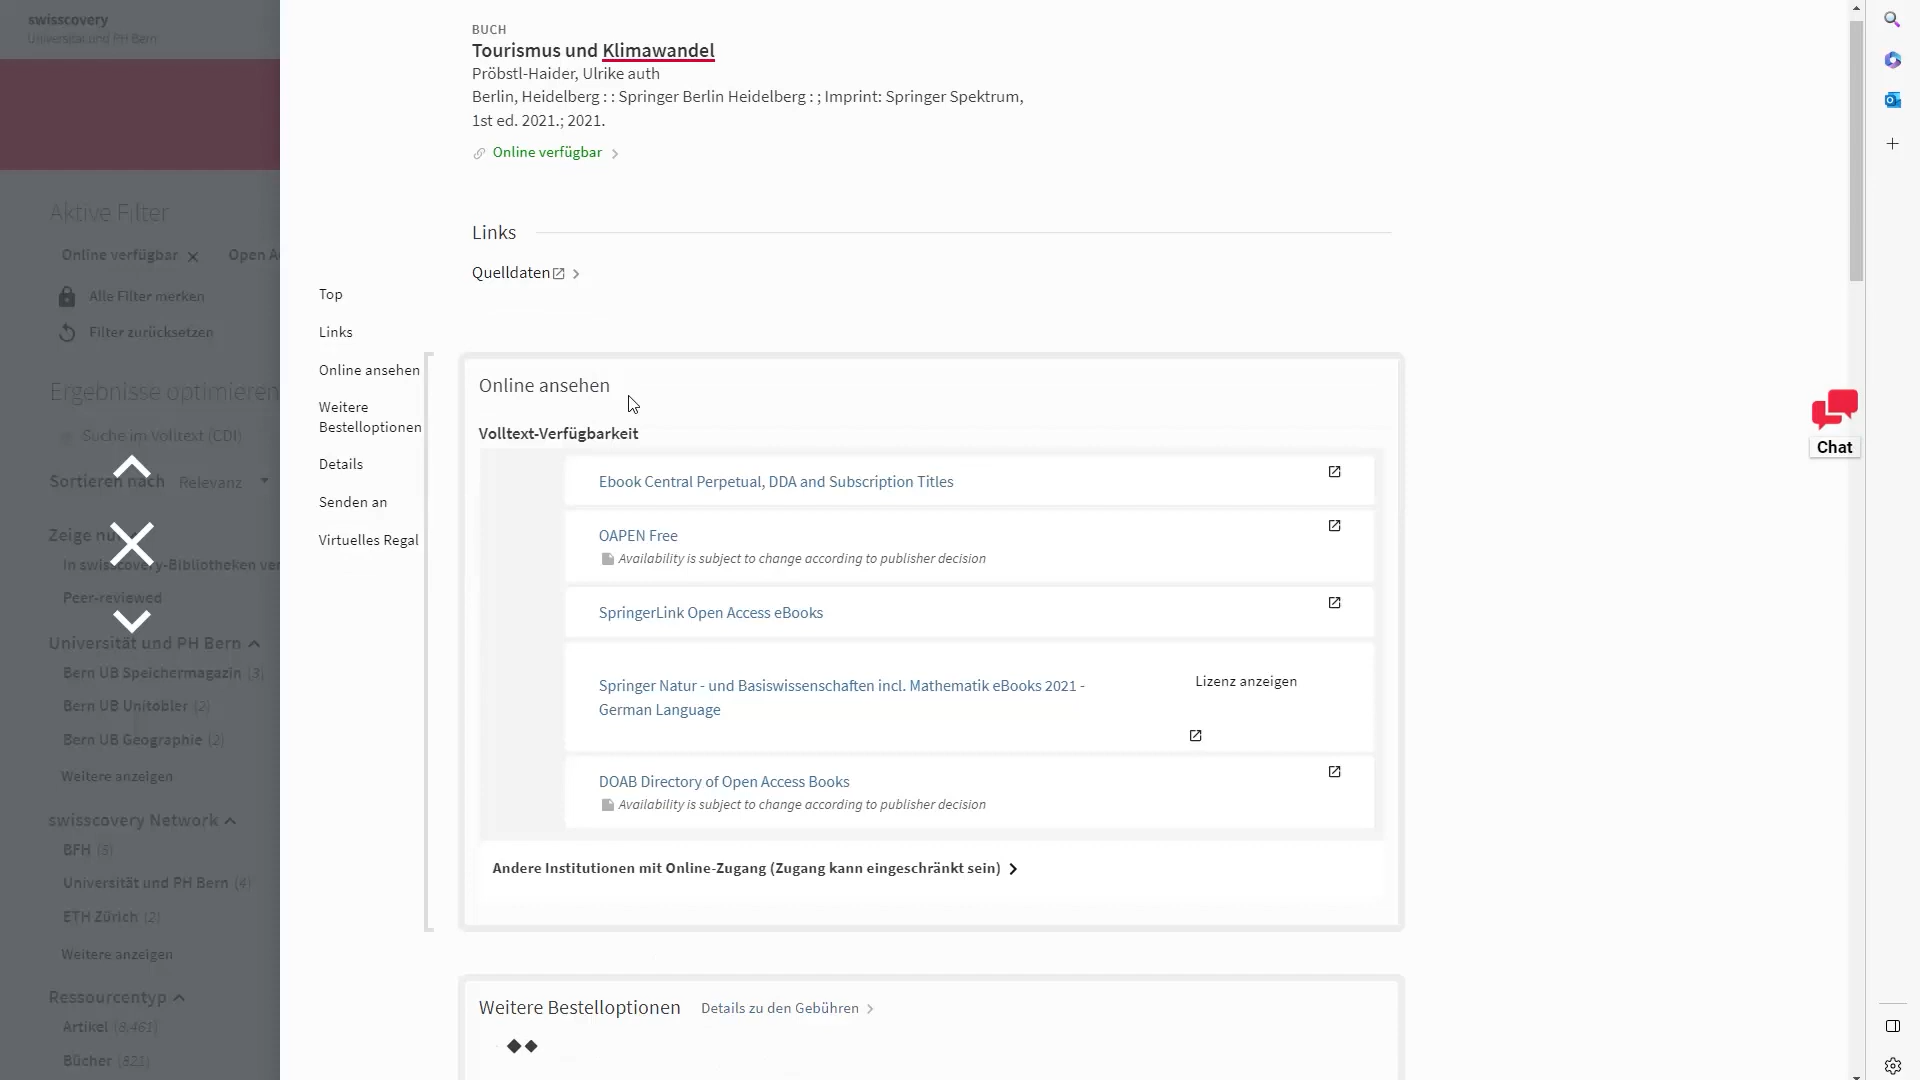 swisscovery
Universität und PH Bern
Aktive Filter
Online verfügbar
Open A
Alle Filter merken
Filter zurücksetzen
Ergebnisse optimieren
Suche im Volltext (CDI)
Sortieren nach Relevanz
Zeige nu
In swisscovery-Bibliotheken ver
Peer-reviewed
Universität und PH Bern
Bern UB Speichermagazin (3)
Bern UB Unitobler (2)
Bern UB Geographie (2)
Weitere anzeigen
swisscovery Network
BFH (5)
Universität und PH Bern (4)
ETH Zürich (2)
Weitere anzeigen
Ressourcentyp
Artikel (8,461)
Bücher (321)
Top
Links
Online ansehen
Weitere
Bestelloptionen
Details
Senden an
Virtuelles Regal
BUCH
Tourismus und Klimawandel
Pröbstl-Haider, Ulrike auth
Berlin, Heidelberg : : Springer Berlin Heidelberg : ; Imprint: Springer Spektrum,
1st ed. 2021.; 2021.
Online verfügbar
Links
Quelldaten
Online ansehen
Volltext-Verfügbarkeit
Ebook Central Perpetual, DDA and Subscription Titles
OAPEN Free
Availability is subject to change according to publisher decision
SpringerLink Open Access eBooks
Springer Natur - und Basiswissenschaften incl. Mathematik eBooks 2021 -
German Language
Lizenz anzeigen
DOAB Directory of Open Access Books
Availability is subject to change according to publisher decision
Andere Institutionen mit Online-Zugang (Zugang kann eingeschränkt sein)
Weitere Bestelloptionen Details zu den Gebühren
Chat